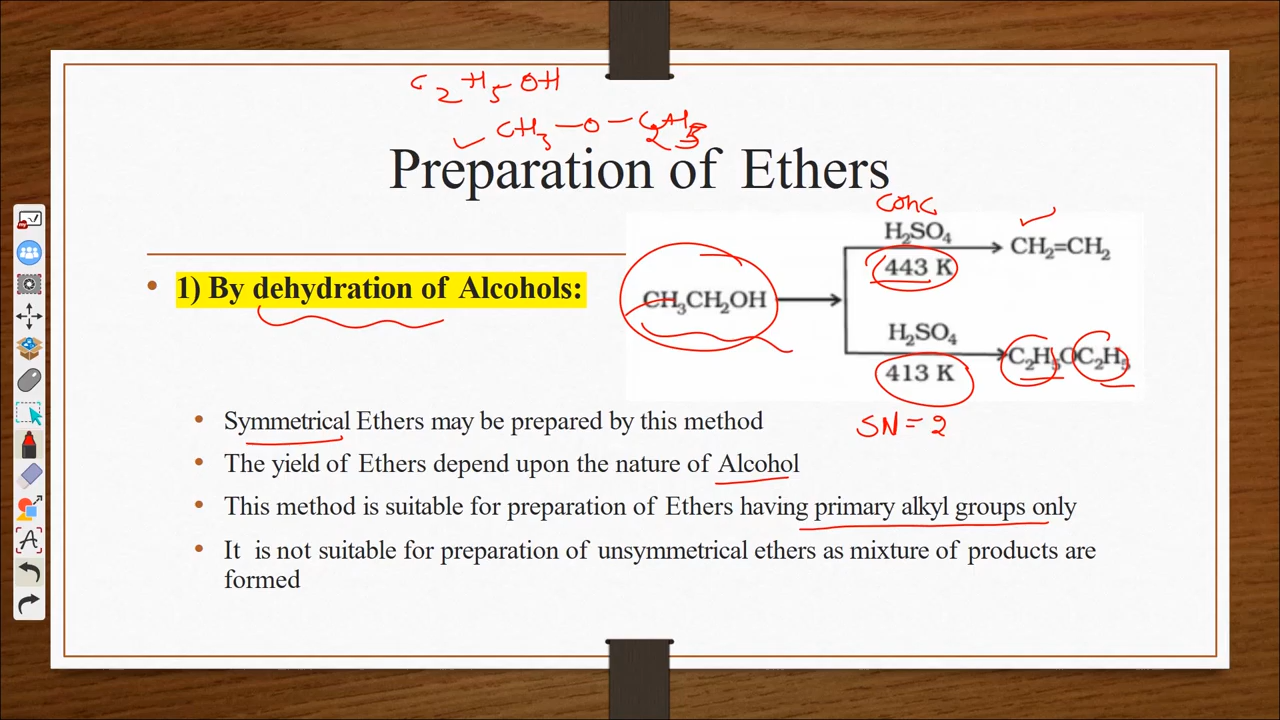 C2H5OH
CH3-O-C2H5
Preparation of Ethers
conc
H2SO4
443 K
CH2=CH2
1) By dehydration of Alcohols:
CH3CH2OH
H2SO4
413 K
C2H5OC2H5
SN=2
• Symmetrical Ethers may be prepared by this method
• The yield of Ethers depend upon the nature of Alcohol
• This method is suitable for preparation of Ethers having primary alkyl groups only
• It is not suitable for preparation of unsymmetrical ethers as mixture of products are
formed